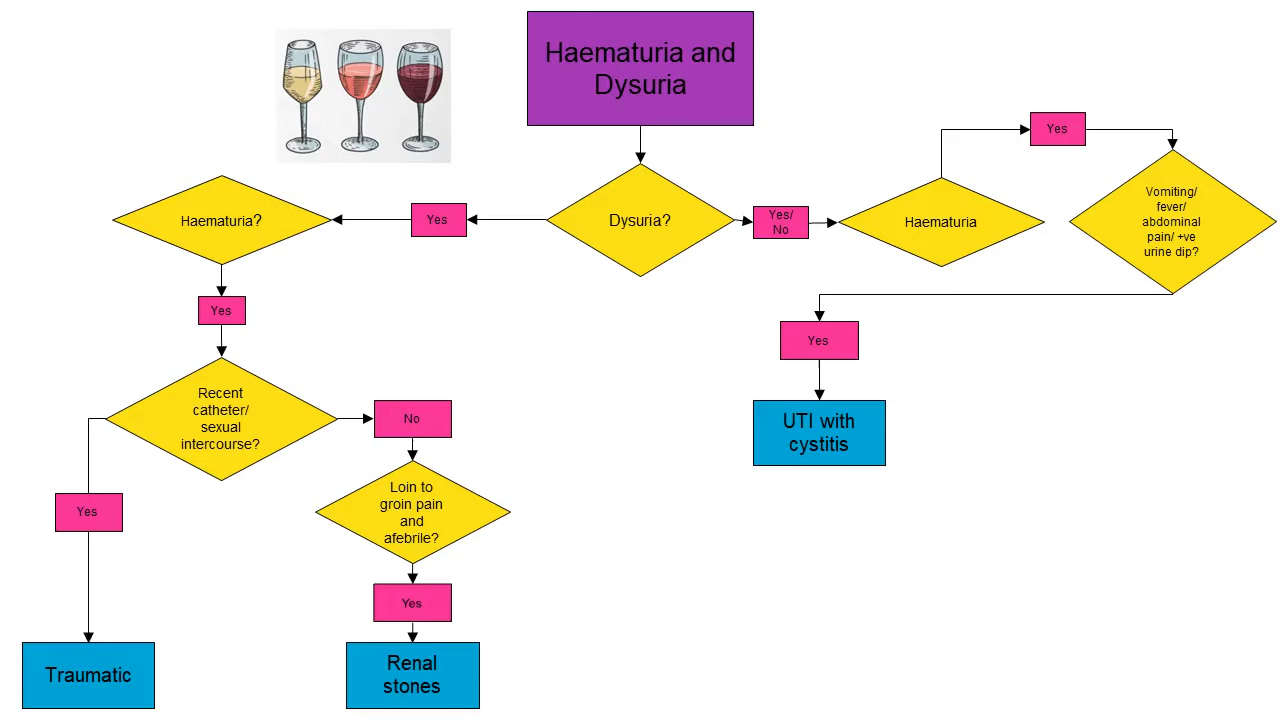 Haematuria and
Dysuria
Yes
Haematuria?
Yes
Dysuria?
Yes/
No
Haematuria
Vomiting/
fever/
abdominal
pain/ +ve
urine dip?
Yes
Yes
Recent
catheter/
sexual
intercourse?
No
UTI with
cystitis
Loin to
groin pain
and
afebrile?
Yes
Yes
Traumatic
Renal
stones